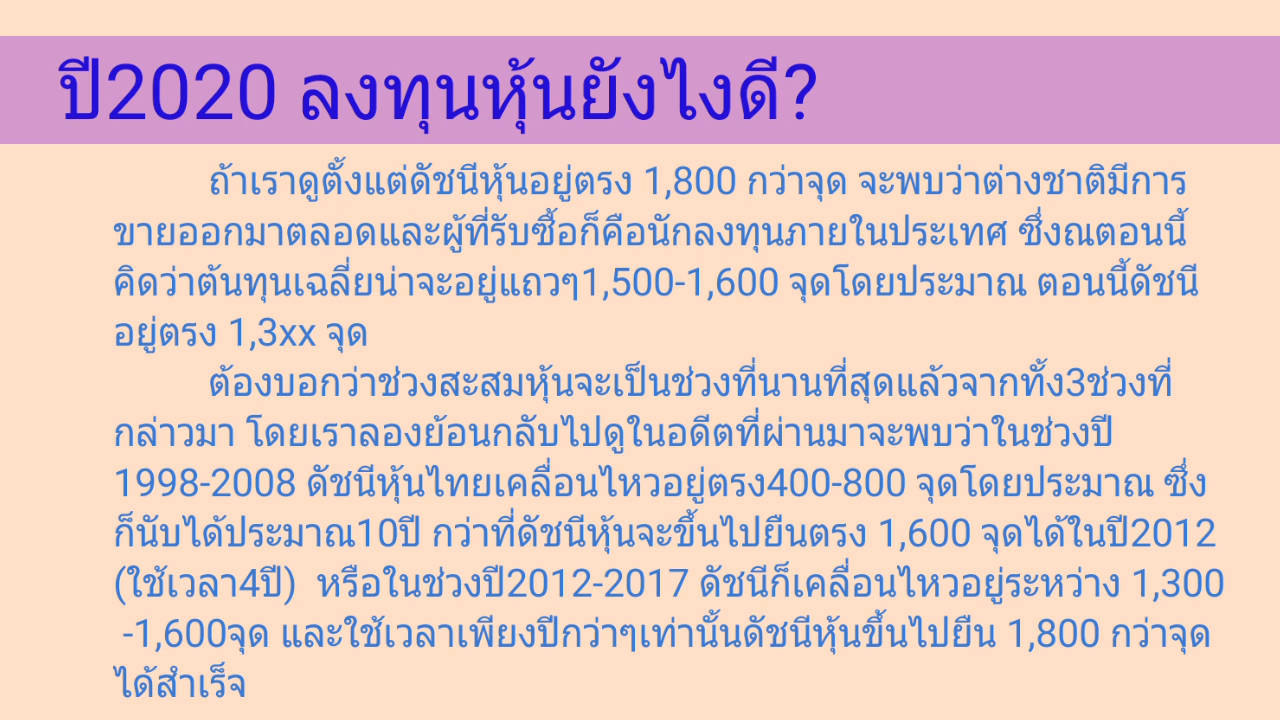 ปี2020 ลงทุนหุ้นยังไงดี?
ถ้าเราดูตั้งแต่ดัชนีหุ้นอยู่ตรง 1,800 กว่าจุด จะพบว่าต่างชาติมีการ
ขายออกมาตลอดและผู้ที่รับซื้อก็คือนักลงทุนภายในประเทศ ซึ่งณตอนนี้
คิดว่าต้นทุนเฉลี่ยน่าจะอยู่แถวๆ1,500-1,600 จุดโดยประมาณ ตอนนี้ดัชนี
อยู่ตรง 1,3xx จุด
ต้องบอกว่าช่วงสะสมหุ้นจะเป็นช่วงที่นานที่สุดแล้วจากทั้ง3ช่วงที่
กล่าวมา โดยเราลองย้อนกลับไปดูในอดีตที่ผ่านมาจะพบว่าในช่วงปี
1998-2008 ดัชนีหุ้นไทยเคลื่อนไหวอยู่ตรง400-800 จุดโดยประมาณ ซึ่ง
ก็นับได้ประมาณ10ปี กว่าที่ดัชนีหุ้นจะขึ้นไปยืนตรง 1,600 จุดได้ในปี2012
(ใช้เวลา4ปี) หรือในช่วงปี2012-2017 ดัชนีก็เคลื่อนไหวอยู่ระหว่าง 1,300
-1,600จุด และใช้เวลาเพียงปีกว่าๆเท่านั้นดัชนีหุ้นขึ้นไปยืน 1,800 กว่าจุด
ได้สำเร็จ